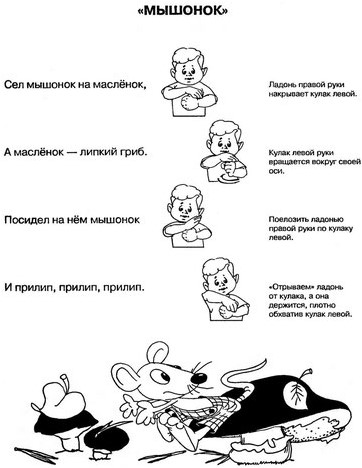 «МЫШОНОК»
Сел мышонок на маслёнок,
Ладонь правой руки
накрывает кулак левой.
А маслёнок — липкий гриб.
Кулак левой руки
вращается вокруг своей
оси.
Посидел на нём мышонок
Поелозить ладонью
правой руки по кулаку
левой.
И прилип, прилип, прилип.
«Отрываем» ладонь
от кулака, а она
держится, плотно
обхватив кулак левой.